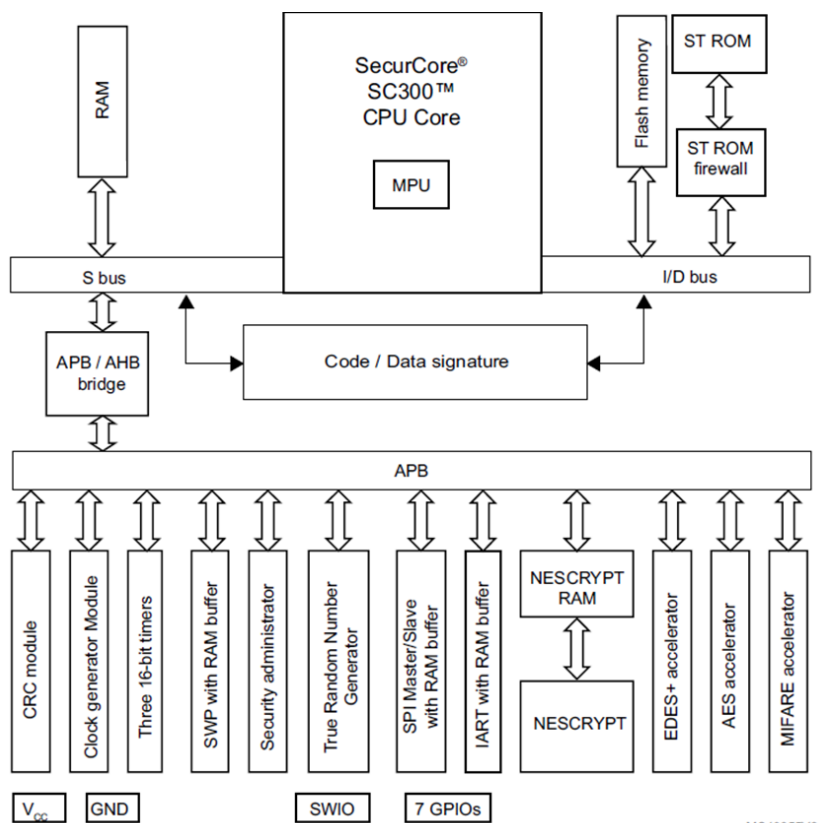 RAM
SecurCore®
SC300™
CPU Core
MPU
Flash memory
ST ROM
ST ROM
firewall
S bus
I/D bus
APB / AHB
bridge
Code / Data signature
APB
CRC module
Clock generator Module
Three 16-bit timers
SWP with RAM buffer
Security administrator
True Random Number
Generator
SPI Master/Slave
with RAM buffer
IART with RAM buffer
NESCRYPT
RAM
NESCRYPT
EDES+ accelerator
AES accelerator
MIFARE accelerator
VCC
GND
SWIO
7 GPIOs